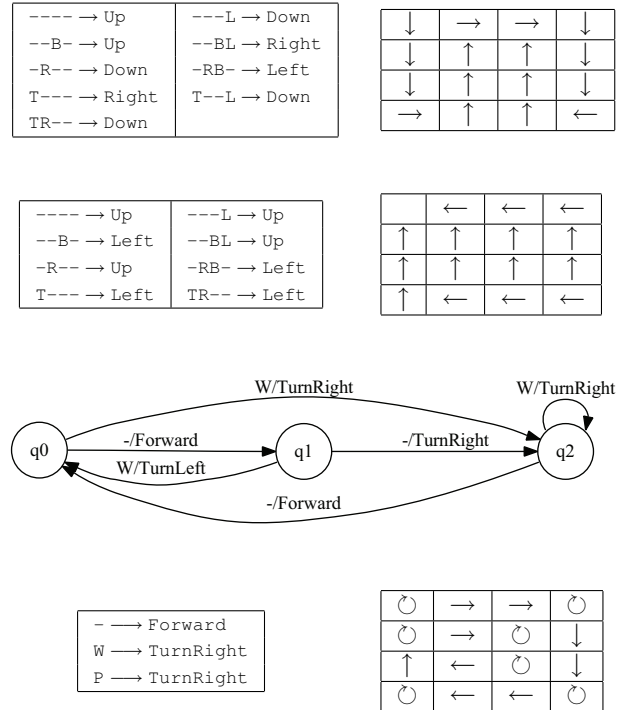 ---- → Up ---L → Down
--B- → Up --BL → Right
-R-- → Down -RB- → Left
T--- → Right T--L → Down
TR-- → Down
↓ → → ↓
↓ ↑ ↑ ↓
↓ ↑ ↑ ↓
→ ↑ ↑ ←
---- → Up ---L → Up
--B- → Left --BL → Up
-R-- → Up -RB- → Left
T--- → Left TR-- → Left
← ← ←
↑ ↑ ↑ ↑
↑ ↑ ↑ ↑
↑ ← ← ←
W/TurnRight W/TurnRight
q0 -/Forward q1 -/TurnRight q2
W/TurnLeft
-/Forward
- ⟶ Forward
W ⟶ TurnRight
P ⟶ TurnRight
↻ → → ↻
↻ → ↻ ↓
↑ ← ↻ ↓
↻ ← ← ↻